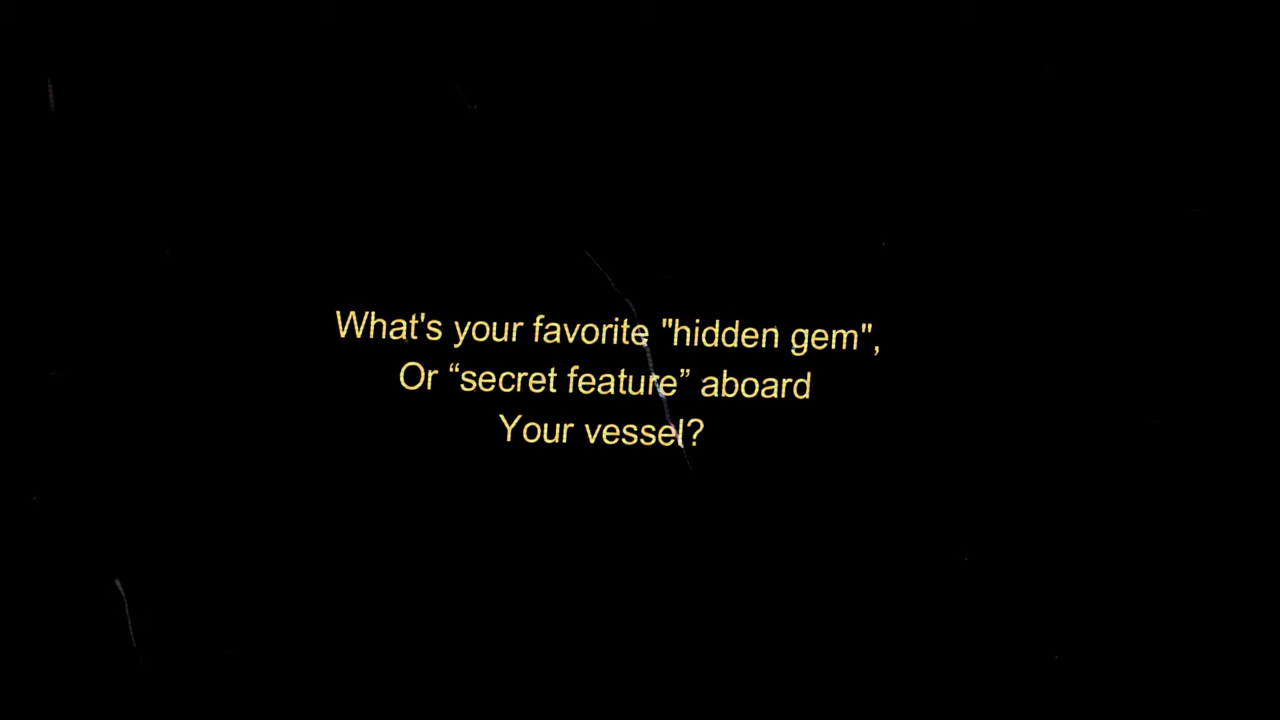 What's your favorite "hidden gem",
Or “secret feature” aboard
Your vessel?